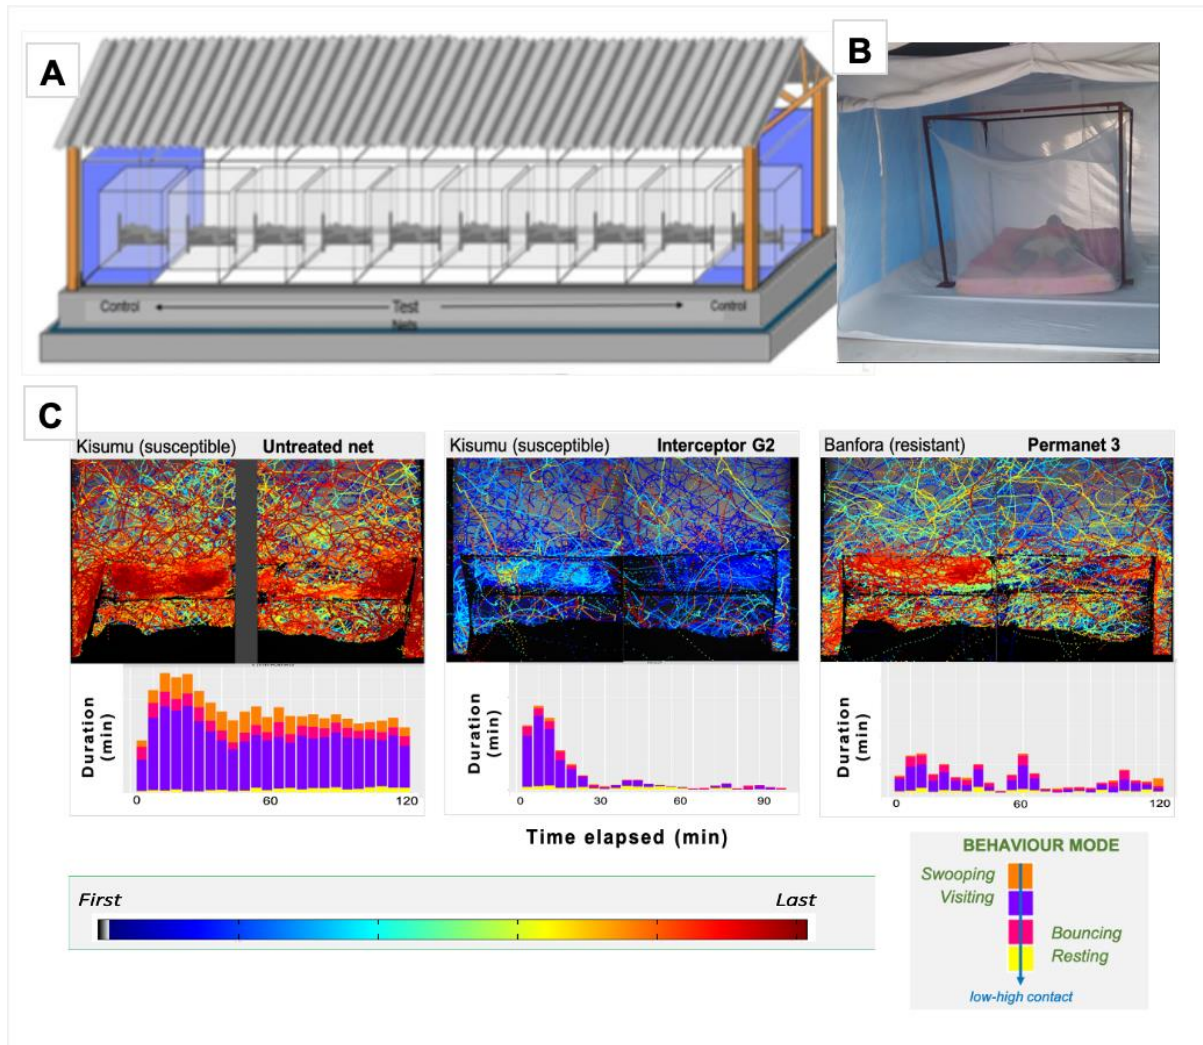 A
B
Control
Test
Control
Nets
C
Kisumu (susceptible) Untreated net
Kisumu (susceptible) Interceptor G2
Banfora (resistant) Permanet 3
Duration
(min)
0 60 120
Duration
(min)
0 30 60 90
Duration
(min)
0 60 120
Time elapsed (min)
First Last
BEHAVIOUR MODE
Swooping
Visiting
Bouncing
Resting
low-high contact